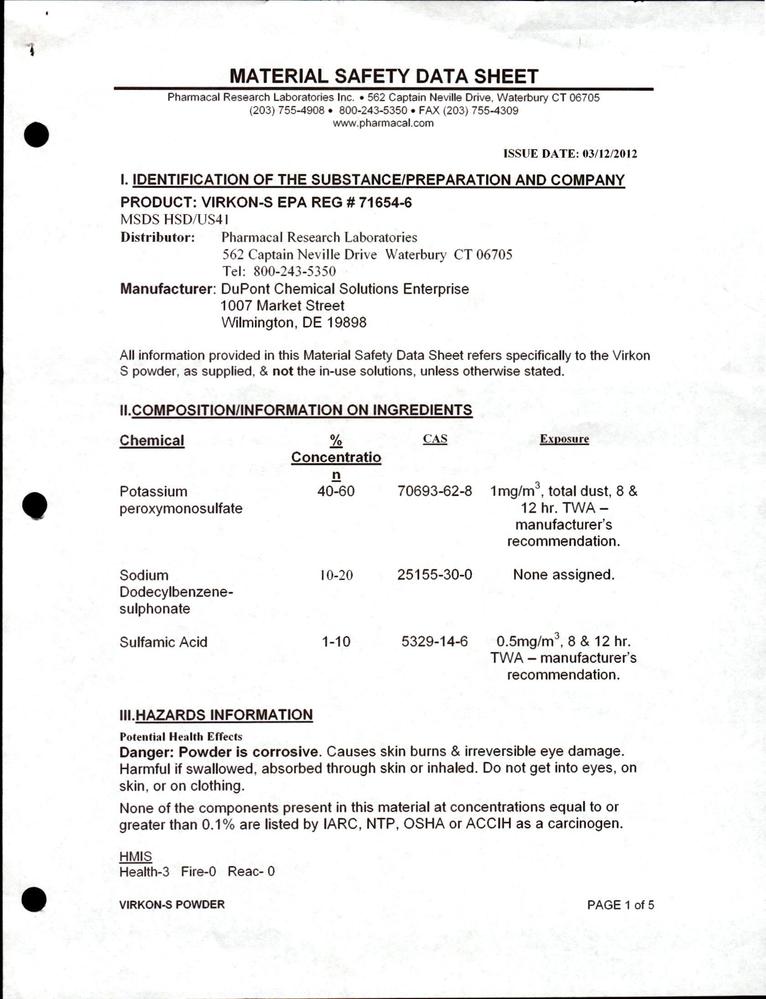 MATERIAL SAFETY DATA SHEET
Pharmacal Research Laboratories Inc. • 562 Captain Neville Drive, Waterbury CT 06705
(203) 755-4908 • 800-243-5350 • FAX (203) 755-4309
www.pharmacal.com
ISSUE DATE: 03/12/2012
I. IDENTIFICATION OF THE SUBSTANCE/PREPARATION AND COMPANY
PRODUCT: VIRKON-S EPA REG # 71654-6
MSDS HSD/US41
Distributor: Pharmacal Research Laboratories
562 Captain Neville Drive Waterbury CT 06705
Tel: 800-243-5350
Manufacturer: DuPont Chemical Solutions Enterprise
1007 Market Street
Wilmington, DE 19898
All information provided in this Material Safety Data Sheet refers specifically to the Virkon
S powder, as supplied, & not the in-use solutions, unless otherwise stated.
II.COMPOSITION/INFORMATION ON INGREDIENTS
Chemical % CAS Exposure
Concentratio
n
Potassium 40-60 70693-62-8 1mg/m³, total dust, 8 &
peroxymonosulfate 12 hr. TWA –
manufacturer's
recommendation.
Sodium 10-20 25155-30-0 None assigned.
Dodecylbenzene-
sulphonate
Sulfamic Acid 1-10 5329-14-6 0.5mg/m³, 8 & 12 hr.
TWA – manufacturer's
recommendation.
III.HAZARDS INFORMATION
Potential Health Effects
Danger: Powder is corrosive. Causes skin burns & irreversible eye damage.
Harmful if swallowed, absorbed through skin or inhaled. Do not get into eyes, on
skin, or on clothing.
None of the components present in this material at concentrations equal to or
greater than 0.1% are listed by IARC, NTP, OSHA or ACCIH as a carcinogen.
HMIS
Health-3 Fire-0 Reac- 0
VIRKON-S POWDER PAGE 1 of 5